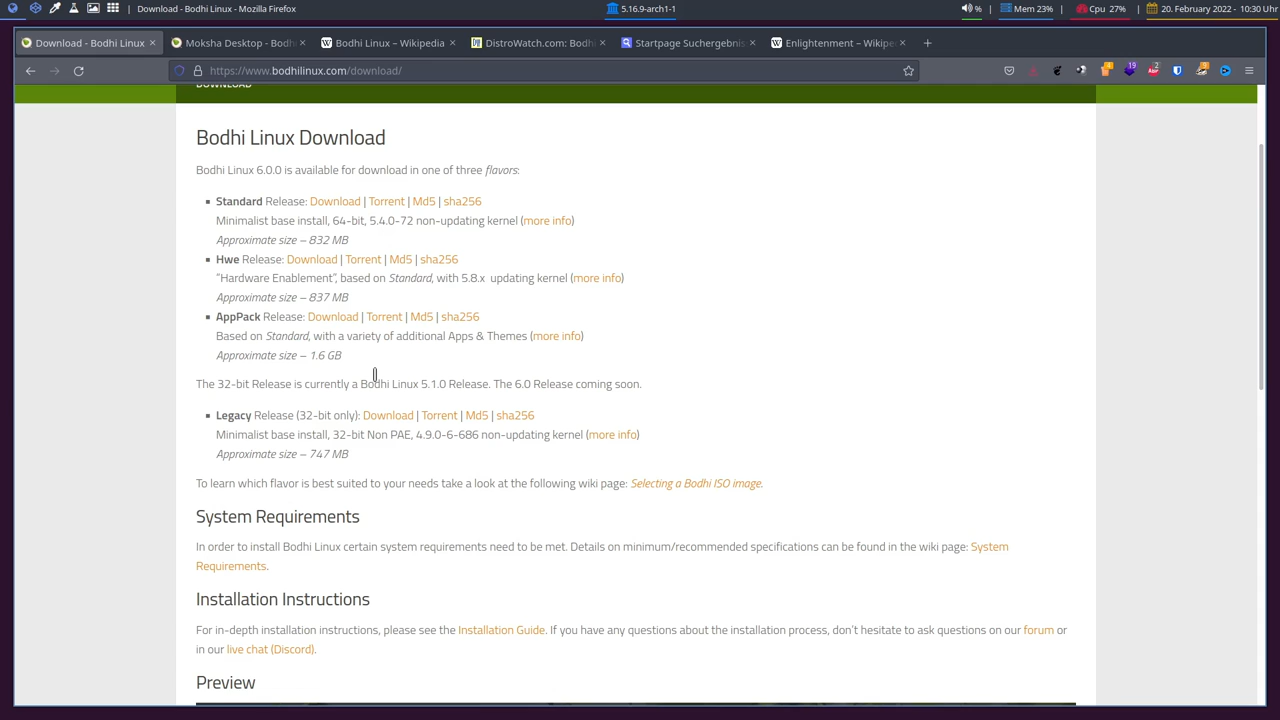 Download - Bodhi Linux - Mozilla Firefox
5.16.9-arch1-1
%
Mem 23%
Cpu 27%
20. February 2022 - 10:30 Uhr
Download - Bodhi Linux
Moksha Desktop - Bodhi
Bodhi Linux – Wikipedia
DistroWatch.com: Bodh
Startpage Suchergebnis
Enlightenment – Wikipe
https://www.bodhilinux.com/download/
4
19
2
9
DOWNLOAD
Bodhi Linux Download
Bodhi Linux 6.0.0 is available for download in one of three flavors:
Standard Release: Download | Torrent | Md5 | sha256
Minimalist base install, 64-bit, 5.4.0-72 non-updating kernel (more info)
Approximate size – 832 MB
Hwe Release: Download | Torrent | Md5 | sha256
“Hardware Enablement”, based on Standard, with 5.8.x updating kernel (more info)
Approximate size – 837 MB
AppPack Release: Download | Torrent | Md5 | sha256
Based on Standard, with a variety of additional Apps & Themes (more info)
Approximate size – 1.6 GB
The 32-bit Release is currently a Bodhi Linux 5.1.0 Release. The 6.0 Release coming soon.
Legacy Release (32-bit only): Download | Torrent | Md5 | sha256
Minimalist base install, 32-bit Non PAE, 4.9.0-6-686 non-updating kernel (more info)
Approximate size – 747 MB
To learn which flavor is best suited to your needs take a look at the following wiki page: Selecting a Bodhi ISO image.
System Requirements
In order to install Bodhi Linux certain system requirements need to be met. Details on minimum/recommended specifications can be found in the wiki page: System
Requirements.
Installation Instructions
For in-depth installation instructions, please see the Installation Guide. If you have any questions about the installation process, don’t hesitate to ask questions on our forum or
in our live chat (Discord).
Preview